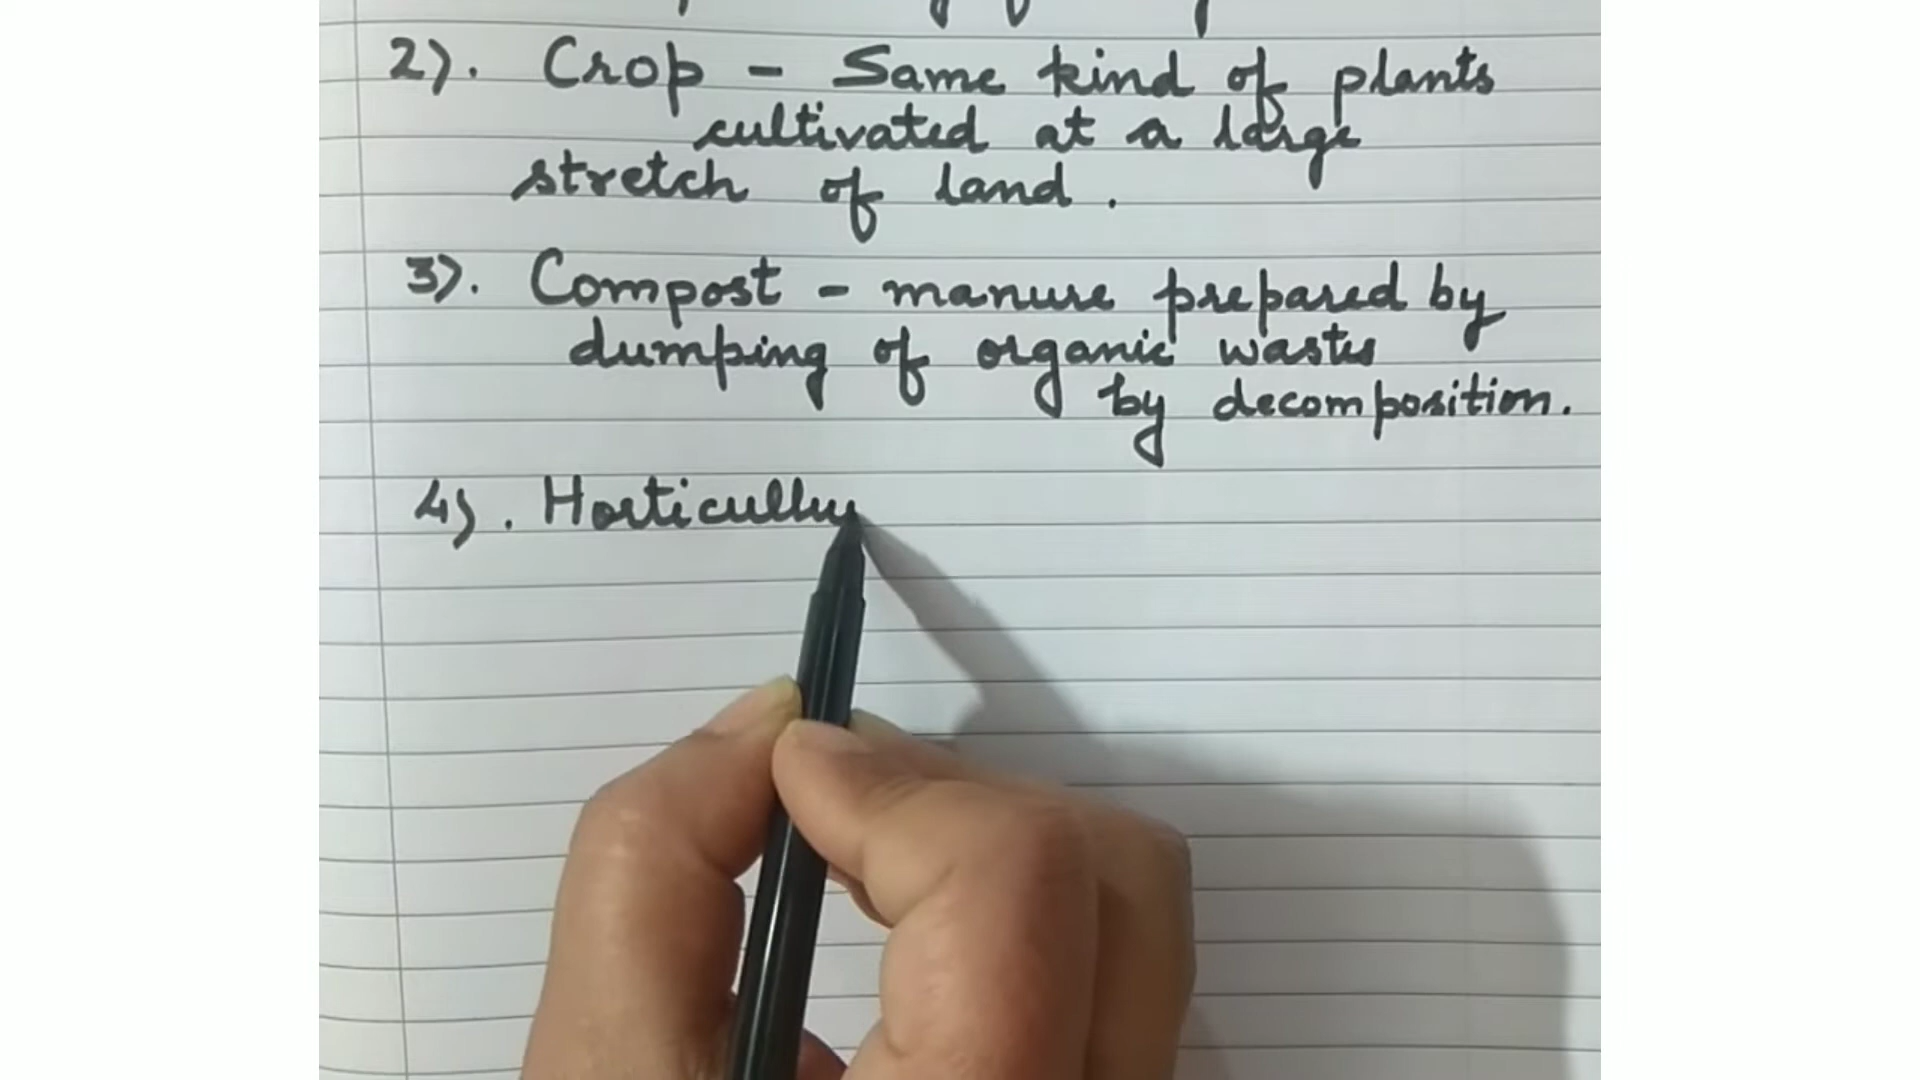 2). Crop - Same kind of plants
cultivated at a large
stretch of land.
3). Compost - manure prepared by
dumping of organic wastes
by decomposition.
4). Horticultu